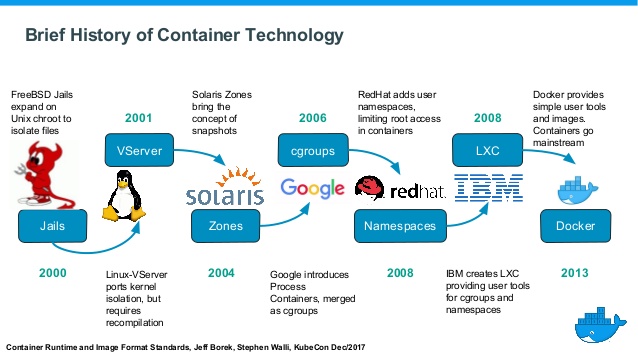 Brief History of Container Technology
FreeBSD Jails
expand on
Unix chroot to
isolate files
2001
Solaris Zones
bring the
concept of
snapshots
2006
RedHat adds user
namespaces,
limiting root access
in containers
2008
Docker provides
simple user tools
and images.
Containers go
mainstream
VServer
cgroups
LXC
solaris
Google
redhat
IBM
Jails
Zones
Namespaces
Docker
2000
Linux-VServer
ports kernel
isolation, but
requires
recompilation
2004
Google introduces
Process
Containers, merged
as cgroups
2008
IBM creates LXC
providing user tools
for cgroups and
namespaces
2013
Container Runtime and Image Format Standards, Jeff Borek, Stephen Walli, KubeCon Dec/2017